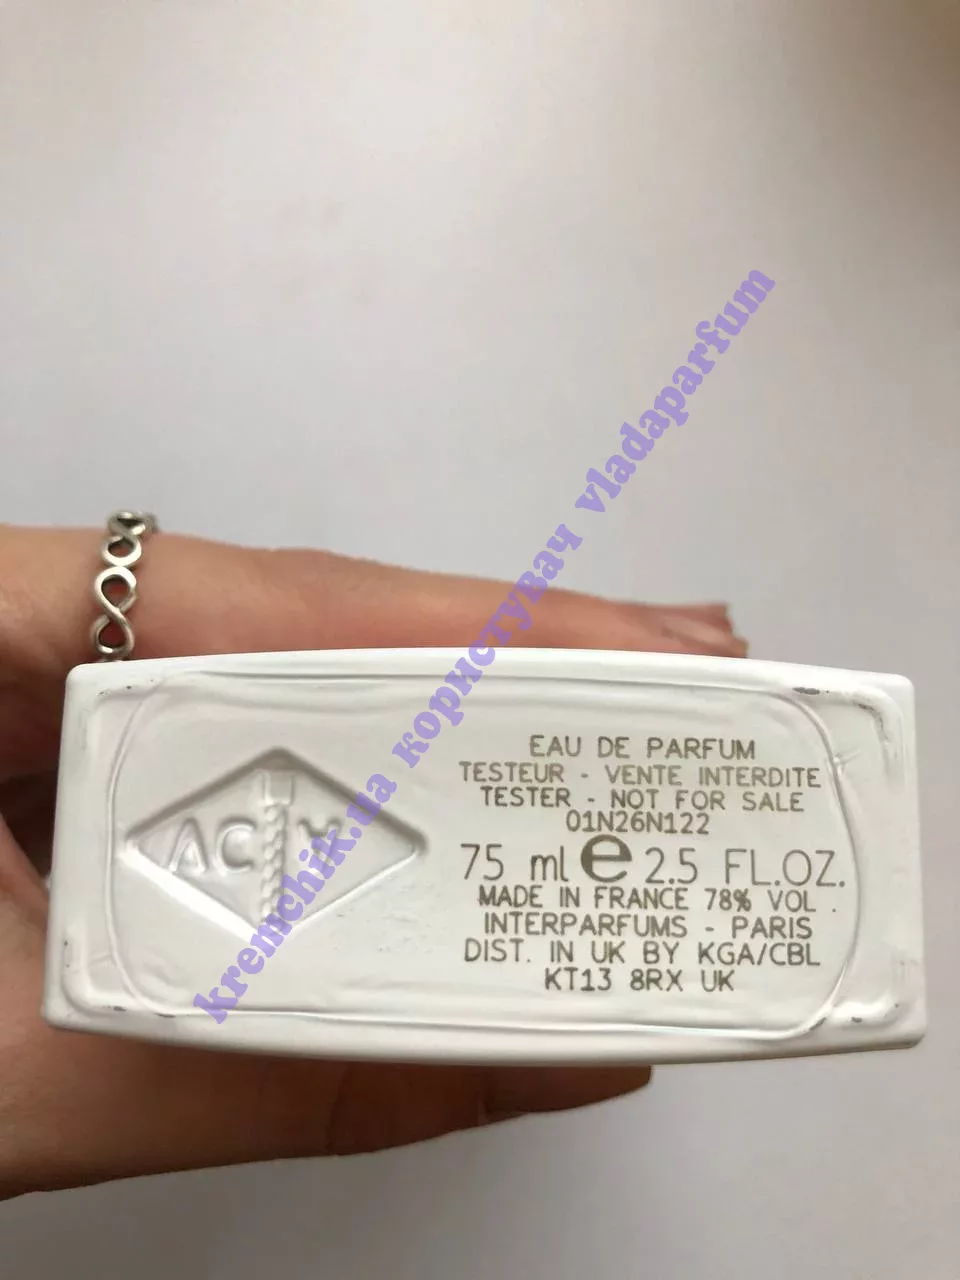 EAU DE PARFUM
TESTEUR - VENTE INTERDITE
TESTER - NOT FOR SALE
01N26N122
75 ml e 2.5 FL.OZ.
MADE IN FRANCE 78% VOL.
INTERPARFUMS - PARIS
DIST. IN UK BY KGA/CBL
KT13 8RX UK
AC
kremchik.ua користувач vladaparfum